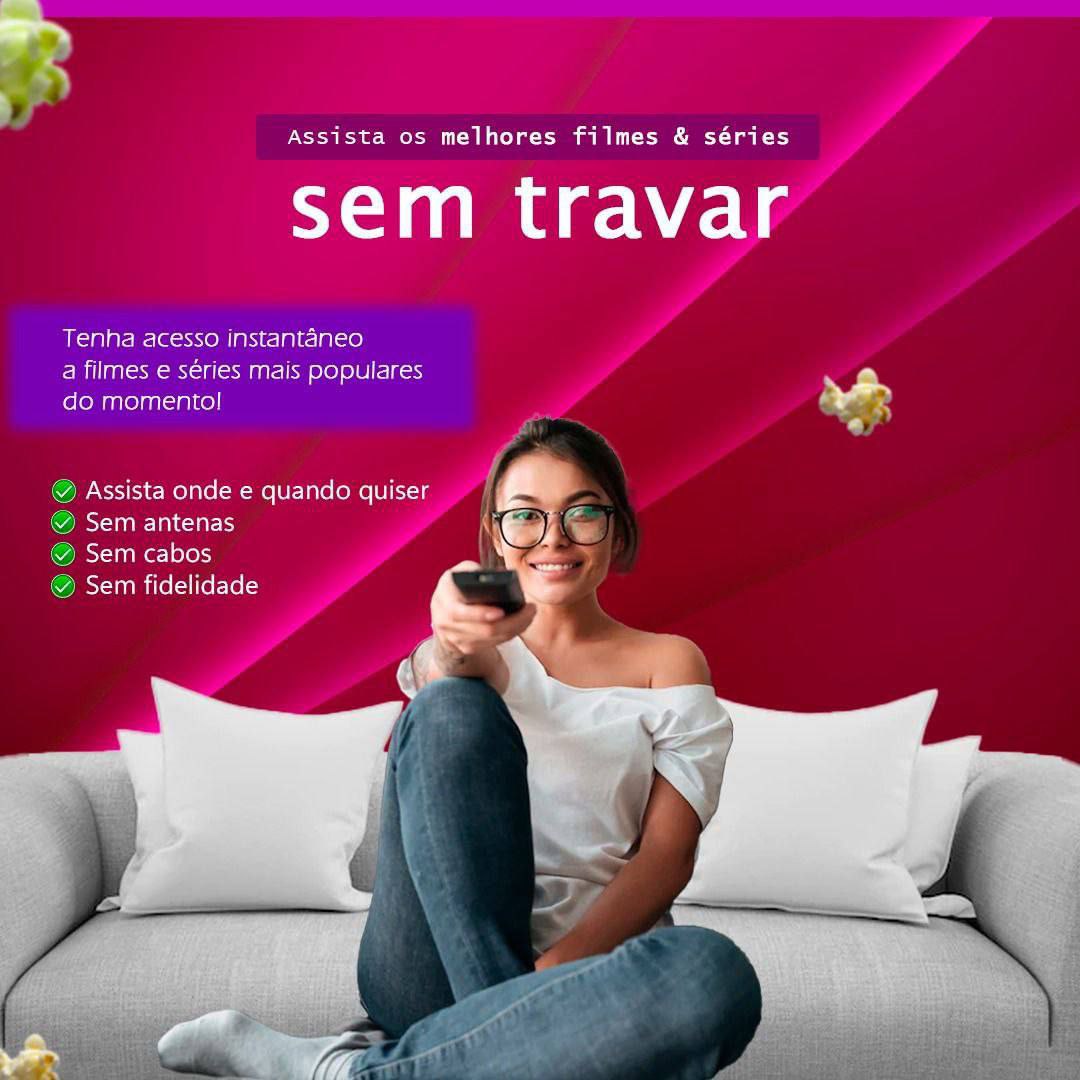 Assista os melhores filmes & séries
sem travar
Tenha acesso instantâneo
a filmes e séries mais populares
do momento!
Assista onde e quando quiser
Sem antenas
Sem cabos
Sem fidelidade